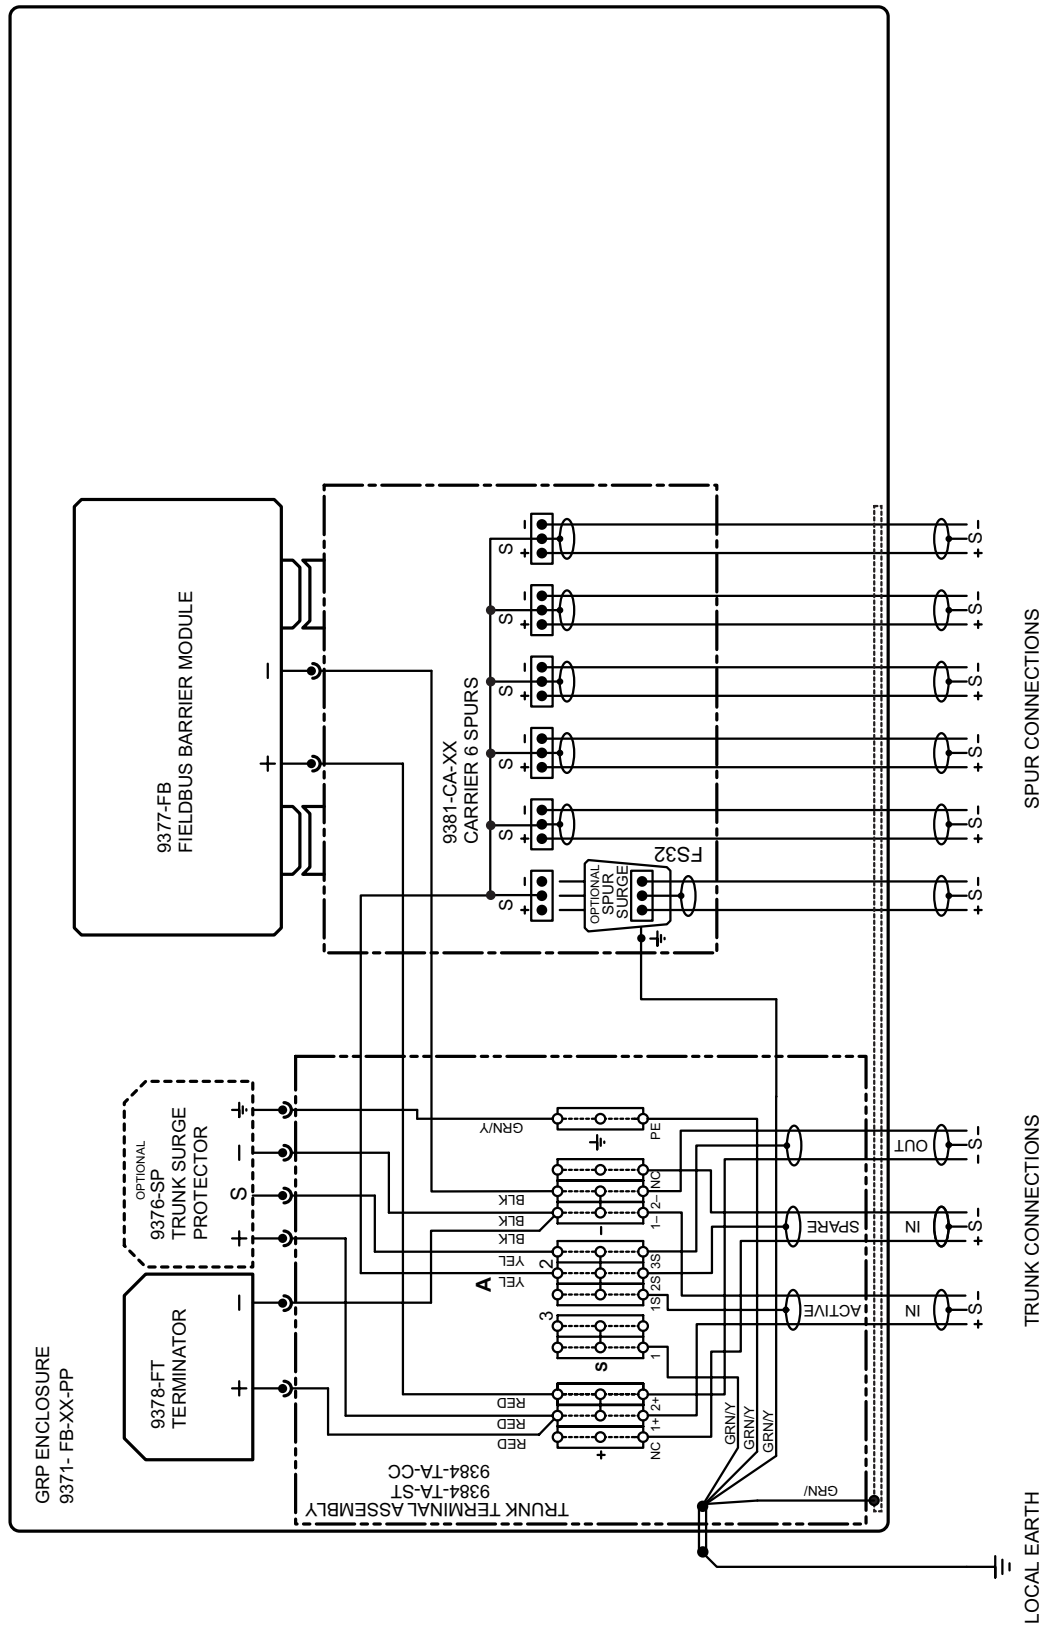 GRP ENCLOSURE
9371- FB-XX-PP
9378-FT
TERMINATOR
+
−
OPTIONAL
9376-SP
TRUNK SURGE
PROTECTOR
+
S
−
9377-FB
FIELDBUS BARRIER MODULE
+
−
TRUNK TERMINAL ASSEMBLY
9384-TA-ST
9384-TA-CC
RED
RED
RED
YEL
YEL
BLK
BLK
BLK
GRN/Y
A
3
2
+
S
−
NC
1+
2+
1
1S
2S
3S
1−
2−
NC
PE
9381-CA-XX
CARRIER 6 SPURS
+ S −
+ S −
+ S −
+ S −
+ S −
+ S −
OPTIONAL
SPUR
SURGE
FS32
GRN/Y
GRN/Y
GRN/Y
GRN/
ACTIVE
SPARE
IN
IN
OUT
+ S −
+ S −
− S −
+ S −
+ S −
+ S −
+ S −
+ S −
+ S −
LOCAL EARTH
TRUNK CONNECTIONS
SPUR CONNECTIONS